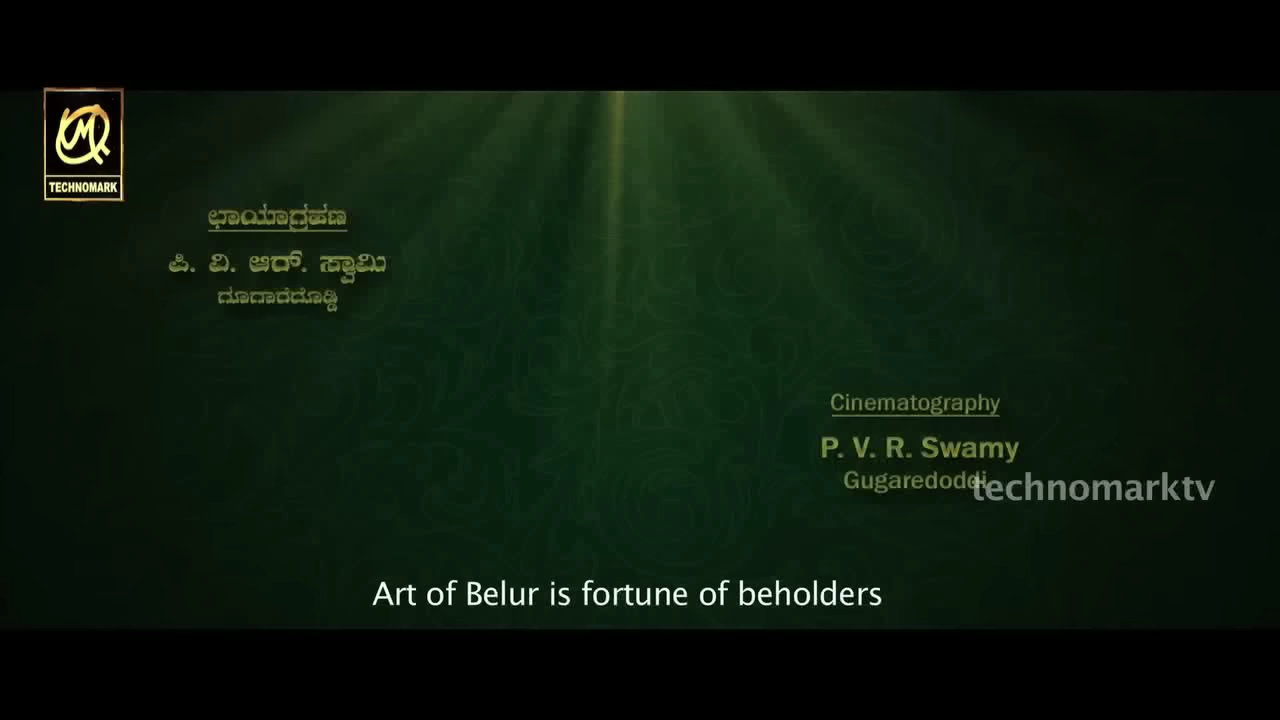 TECHNOMARK
ಛಾಯಾಗ್ರಹಣ
ಪಿ. ವಿ. ಆರ್. ಸ್ವಾಮಿ
ಗೂಗಾರೆದೊಡ್ಡಿ
Cinematography
P. V. R. Swamy
Gugaredoddi
technomarktv
Art of Belur is fortune of beholders